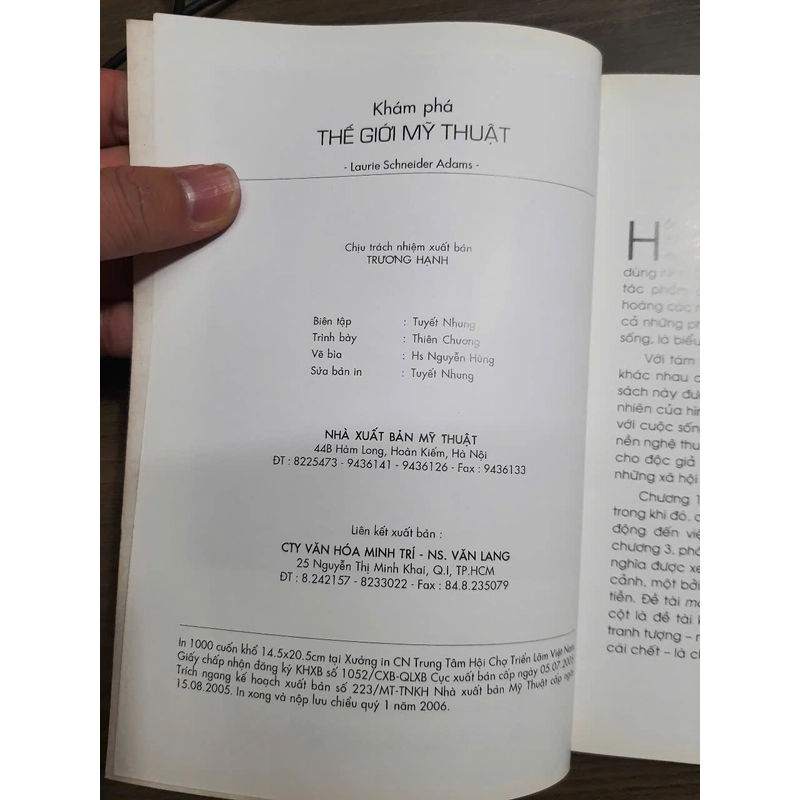 Khám phá
THẾ GIỚI MỸ THUẬT
- Laurie Schneider Adams -
Chịu trách nhiệm xuất bản
TRƯƠNG HẠNH
Biên tập : Tuyết Nhung
Trình bày : Thiên Chương
Vẽ bìa : Hs Nguyễn Hùng
Sửa bản in : Tuyết Nhung
NHÀ XUẤT BẢN MỸ THUẬT
44B Hàm Long, Hoàn Kiếm, Hà Nội
ĐT : 8225473 - 9436141 - 9436126 - Fax : 9436133
Liên kết xuất bản :
CTY VĂN HÓA MINH TRÍ - NS. VĂN LANG
25 Nguyễn Thị Minh Khai, Q.I, TP.HCM
ĐT : 8.242157 - 8233022 - Fax : 84.8.235079
In 1000 cuốn khổ 14.5x20.5cm tại Xưởng in CN Trung Tâm Hội Chợ Triển Lãm Việt Nam
Giấy chấp nhận đăng ký KHXB số 1052/CXB-QLXB Cục xuất bản cấp ngày 05.07.2005
Trích ngang kế hoạch xuất bản số 223/MT-TNKH Nhà xuất bản Mỹ Thuật cấp ngày
15.08.2005. In xong và nộp lưu chiểu quý 1 năm 2006.
H
dùng
tác phẩm
hoàng các
cả những
sống, là biểu
Với tám
khác nhau
sách này
nhiên của
với cuộc sống
nền nghệ
cho độc giả
những xã hội
Chương 1
trong khi đó,
động đến
chương 3,
nghĩa được
cảnh, một bởi
tiễn. Đề tài
cột là đề tài
tranh tượng –
cái chết – là